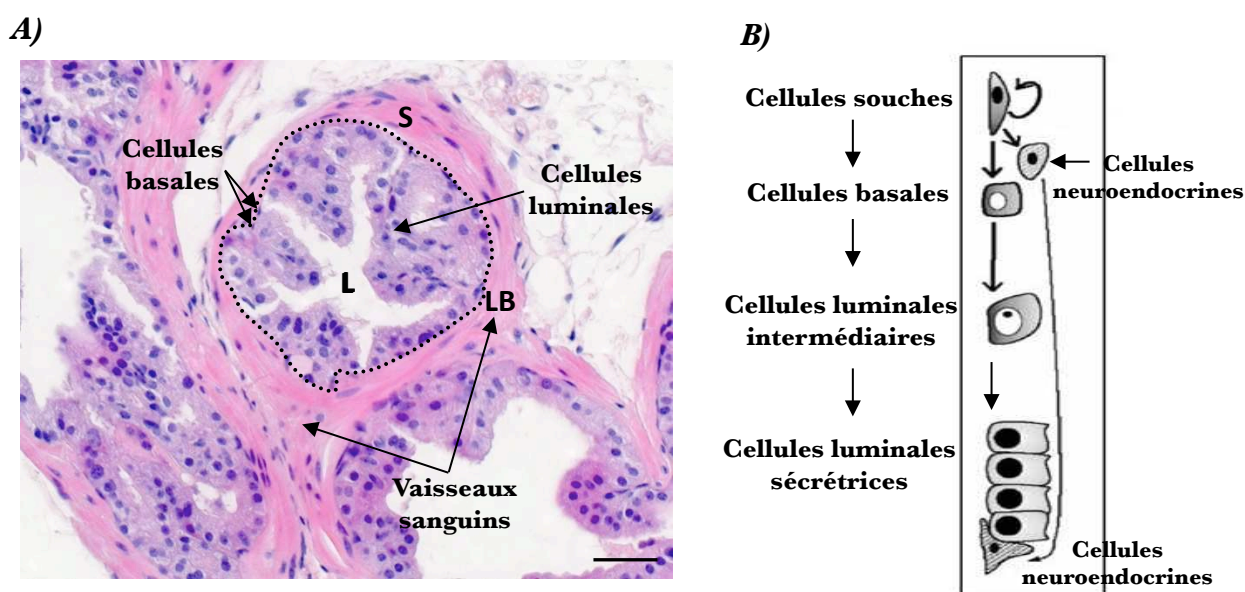 A)
S
Cellules
basales
Cellules
luminales
L
LB
Vaisseaux
sanguins
B)
Cellules souches
Cellules
neuroendocrines
Cellules basales
Cellules luminales
intermédiaires
Cellules luminales
sécrétrices
Cellules
neuroendocrines